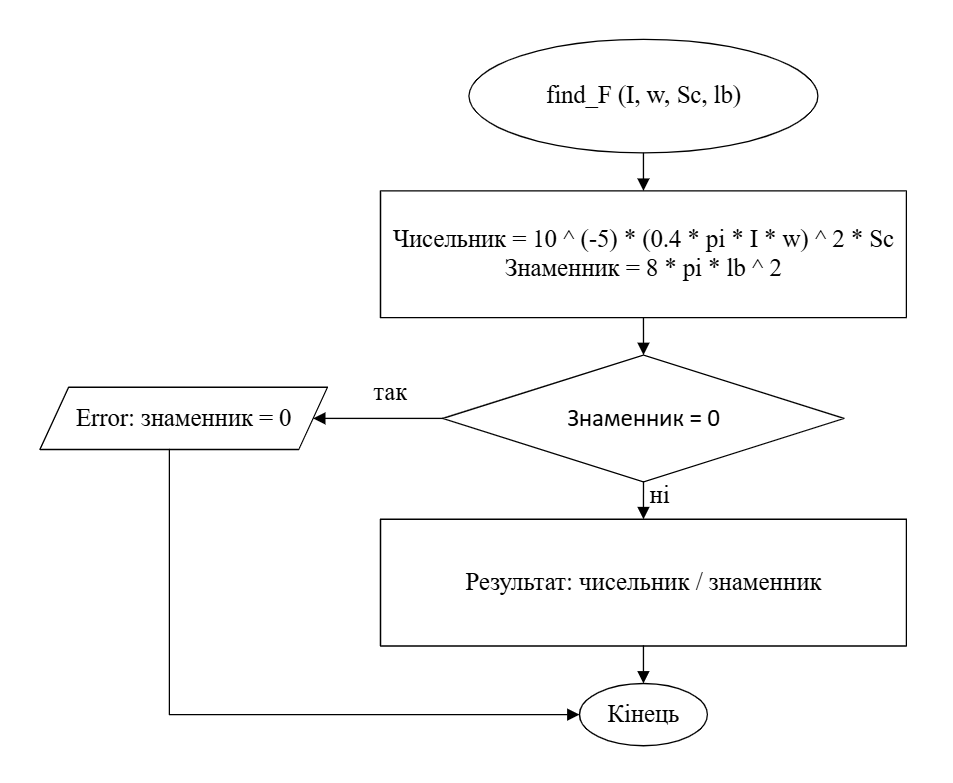 find_F (I, w, Sc, lb)
Чисельник = 10 ^ (-5) * (0.4 * pi * I * w) ^ 2 * Sc
Знаменник = 8 * pi * lb ^ 2
так
Error: знаменник = 0
Знаменник = 0
ні
Результат: чисельник / знаменник
Кінець